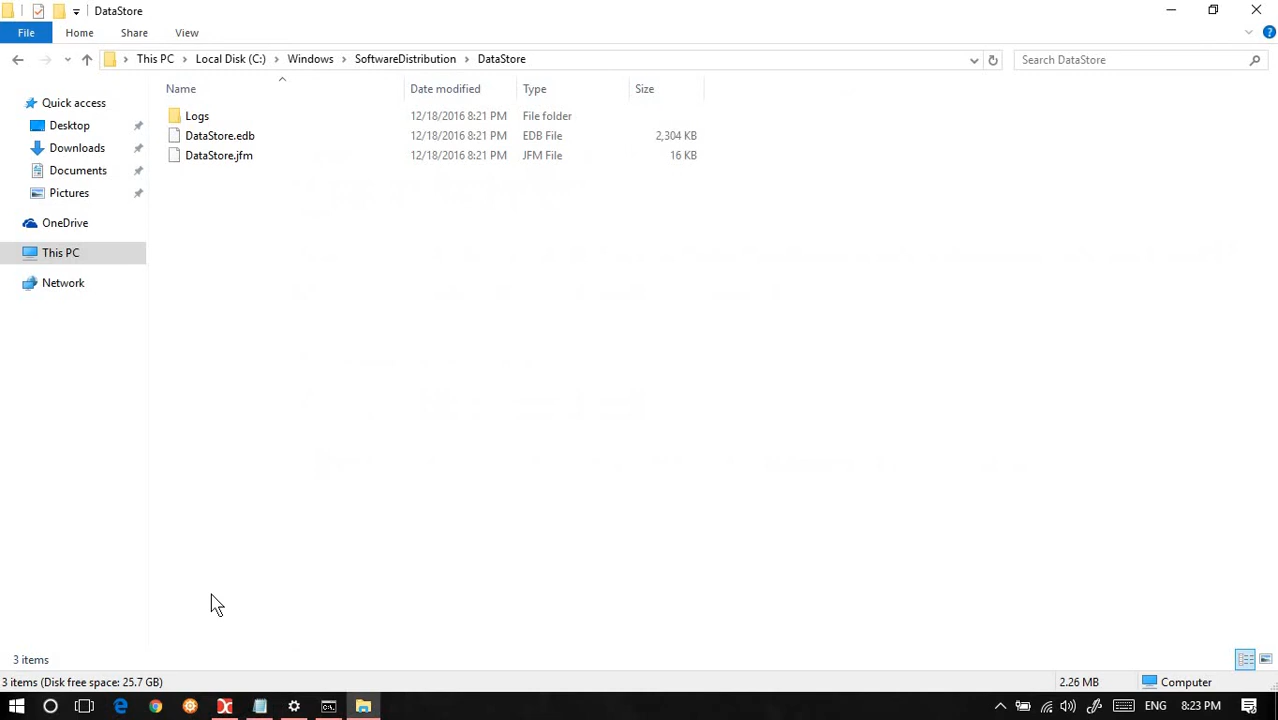 DataStore
File Home Share View
This PC Local Disk (C:) Windows SoftwareDistribution DataStore Search DataStore
Name Date modified Type Size
Quick access
Desktop
Downloads
Documents
Pictures
OneDrive
This PC
Network
Logs 12/18/2016 8:21 PM File folder
DataStore.edb 12/18/2016 8:21 PM EDB File 2,304 KB
DataStore.jfm 12/18/2016 8:21 PM JFM File 16 KB
3 items
3 items (Disk free space: 25.7 GB) 2.26 MB Computer
ENG 8:23 PM